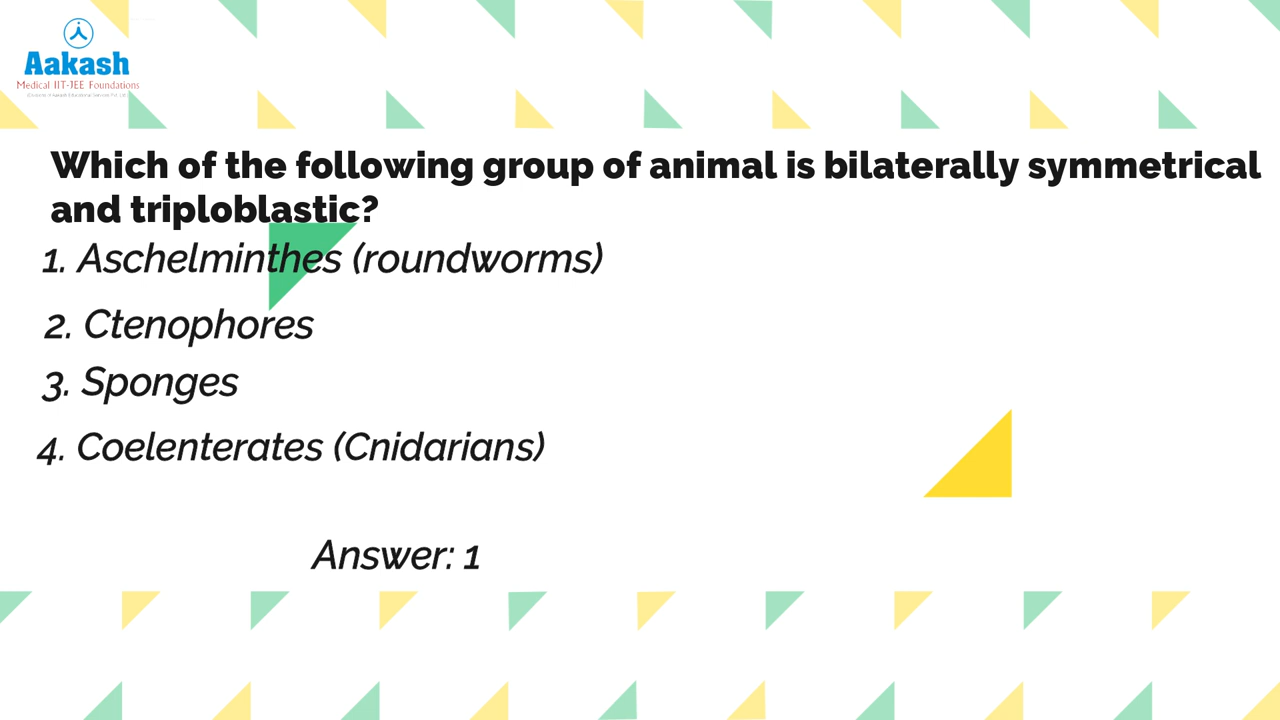 Aakash
Medical IIT-JEE Foundations
Which of the following group of animal is bilaterally symmetrical
and triploblastic?
1. Aschelminthes (roundworms)
2. Ctenophores
3. Sponges
4. Coelenterates (Cnidarians)
Answer: 1